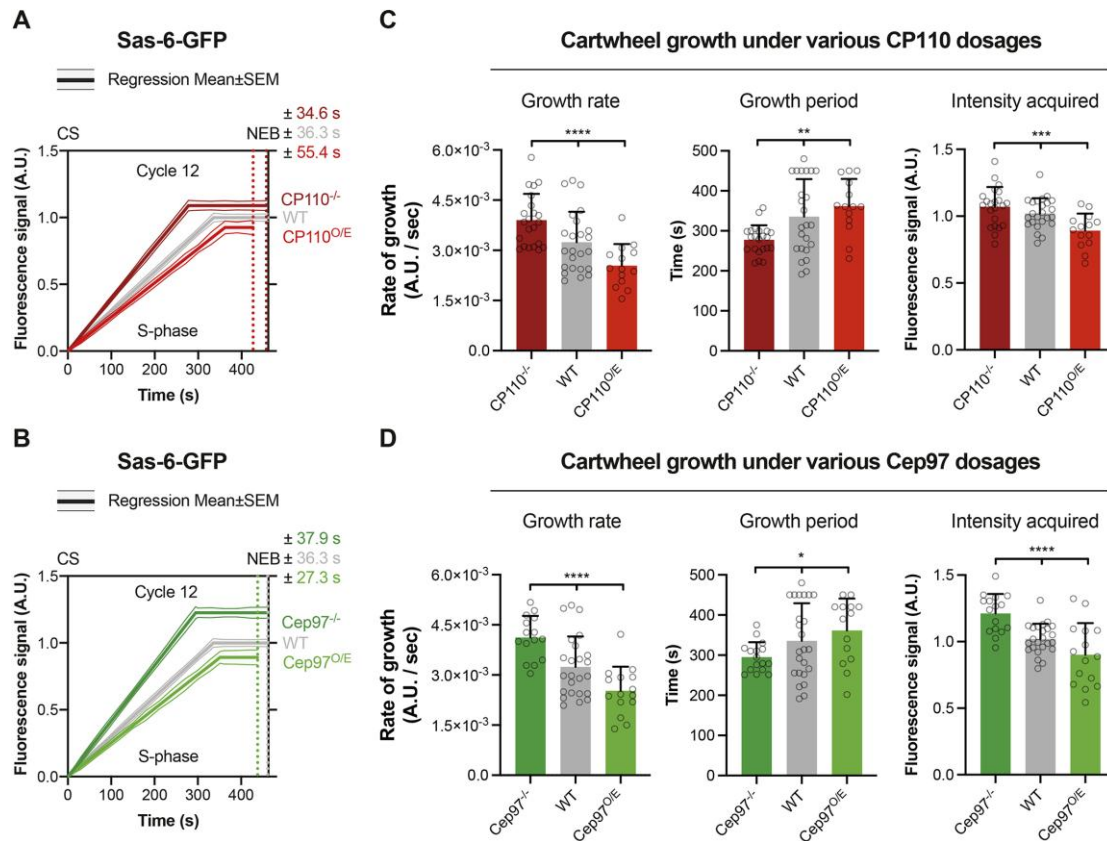 A
Sas-6-GFP
Regression Mean±SEM
± 34.6 s
± 36.3 s
± 55.4 s
CS
NEB
Cycle 12
CP110-/-
WT
CP110O/E
S-phase
Fluorescence signal (A.U.)
1.5
1.0
0.5
0.0
0 100 200 300 400
Time (s)
B
Sas-6-GFP
Regression Mean±SEM
± 37.9 s
± 36.3 s
± 27.3 s
CS
NEB
Cycle 12
Cep97-/-
WT
Cep97O/E
S-phase
Fluorescence signal (A.U.)
1.5
1.0
0.5
0.0
0 100 200 300 400
Time (s)
C
Cartwheel growth under various CP110 dosages
Growth rate
****
Rate of growth
(A.U. / sec)
6.0×10-3
4.5×10-3
3.0×10-3
1.5×10-3
0.0
CP110-/- WT CP110O/E
Growth period
**
Time (s)
500
400
300
200
100
0
CP110-/- WT CP110O/E
Intensity acquired
***
Fluorescence signal (A.U.)
1.5
1.0
0.5
0.0
CP110-/- WT CP110O/E
D
Cartwheel growth under various Cep97 dosages
Growth rate
****
Rate of growth
(A.U. / sec)
6.0×10-3
4.5×10-3
3.0×10-3
1.5×10-3
0.0
Cep97-/- WT Cep97O/E
Growth period
*
Time (s)
500
400
300
200
100
0
Cep97-/- WT Cep97O/E
Intensity acquired
****
Fluorescence signal (A.U.)
1.5
1.0
0.5
0.0
Cep97-/- WT Cep97O/E